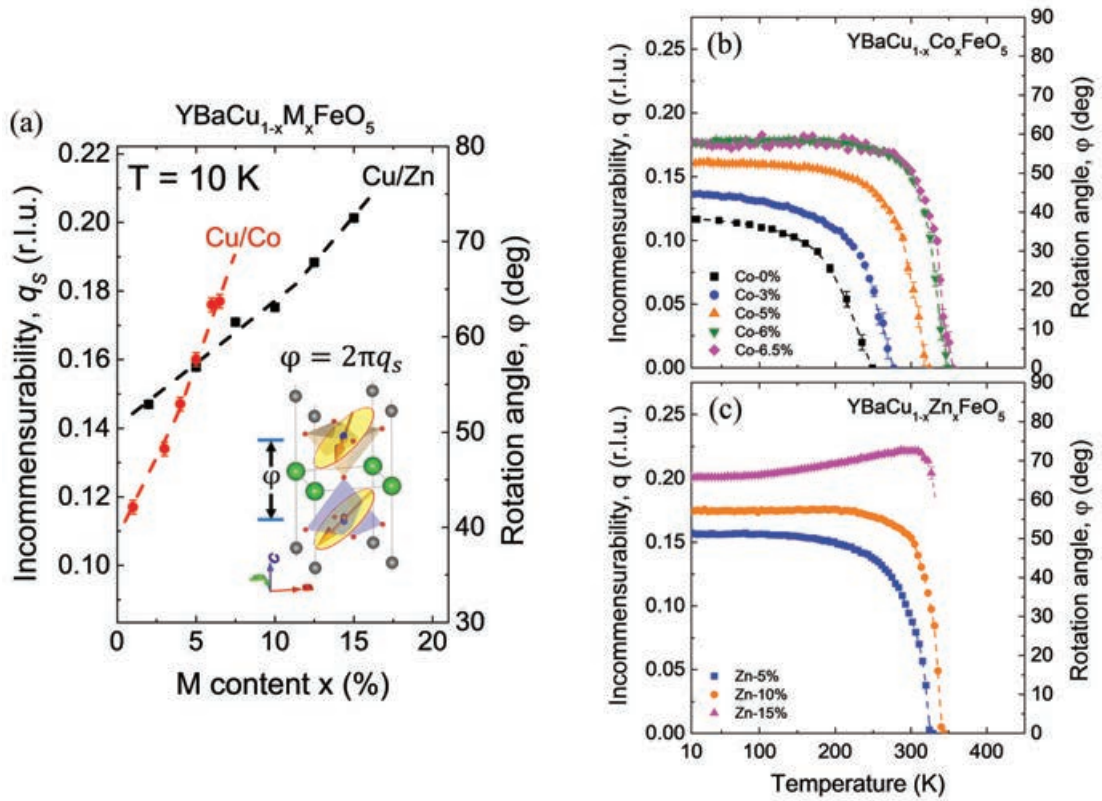 (a)
YBaCu1-xMxFeO5
T = 10 K
Cu/Zn
Cu/Co
φ = 2πqs
φ
c
a
Incommensurability, qs (r.l.u.)
0.22
0.20
0.18
0.16
0.14
0.12
0.10
Rotation angle, φ (deg)
80
70
60
50
40
30
0 5 10 15 20
M content x (%)
(b)
YBaCu1-xCoxFeO5
Incommensurability, q (r.l.u.)
0.25
0.20
0.15
0.10
0.05
0.00
Rotation angle, φ (deg)
90
80
70
60
50
40
30
20
10
0
Co-0%
Co-3%
Co-5%
Co-6%
Co-6.5%
(c)
YBaCu1-xZnxFeO5
Incommensurability, q (r.l.u.)
0.25
0.20
0.15
0.10
0.05
0.00
Rotation angle, φ (deg)
90
80
70
60
50
40
30
20
10
0
Zn-5%
Zn-10%
Zn-15%
10 100 200 300 400
Temperature (K)